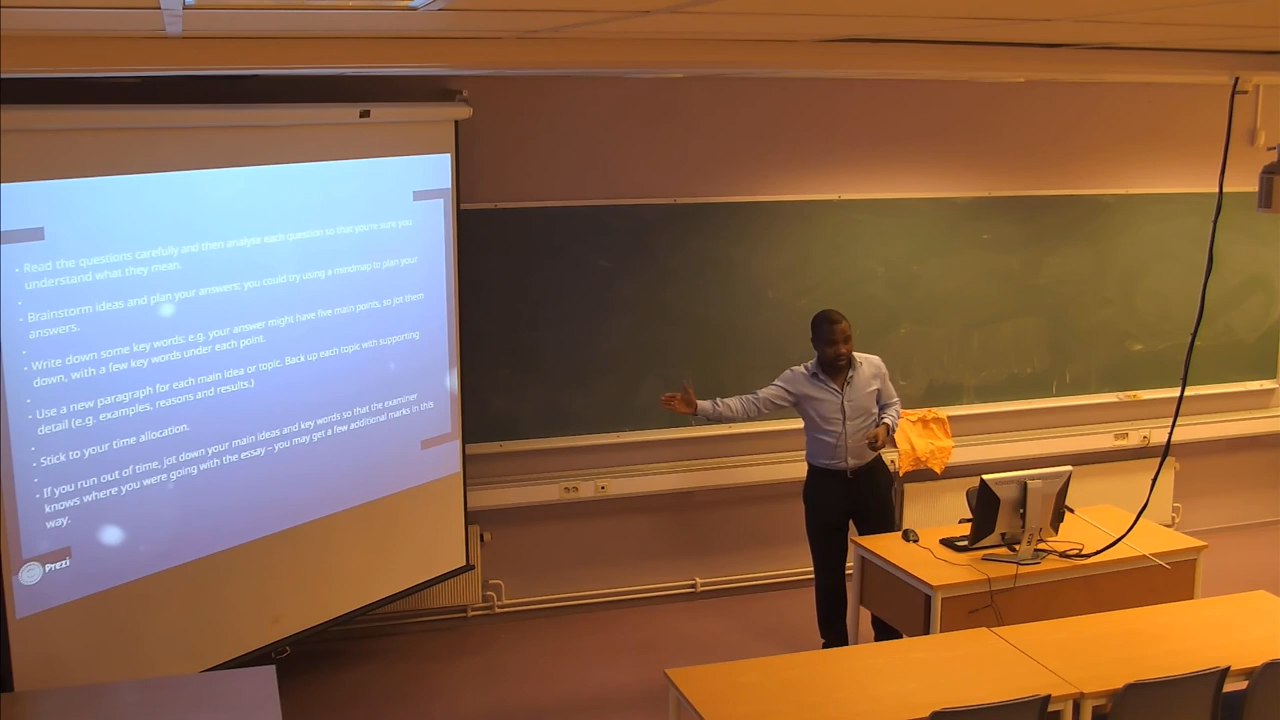 • Read the questions carefully and then analyse each question so that you're sure you
understand what they mean.
•
• Brainstorm ideas and plan your answers: you could try using a mindmap to plan your
answers.
•
• Write down some key words: e.g. your answer might have five main points, so jot them
down, with a few key words under each point.
•
• Use a new paragraph for each main idea or topic. Back up each topic with supporting
detail (e.g. examples, reasons and results.)
•
• Stick to your time allocation.
•
• If you run out of time, jot down your main ideas and key words so that the examiner
knows where you were going with the essay – you may get a few additional marks in this
way.
Prezi